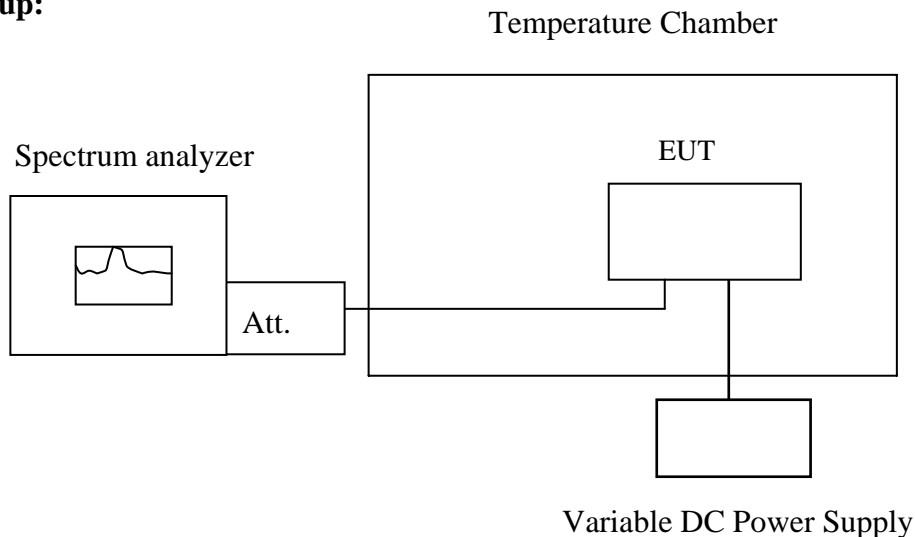 up:
Temperature Chamber
Spectrum analyzer
EUT
Att.
Variable DC Power Supply